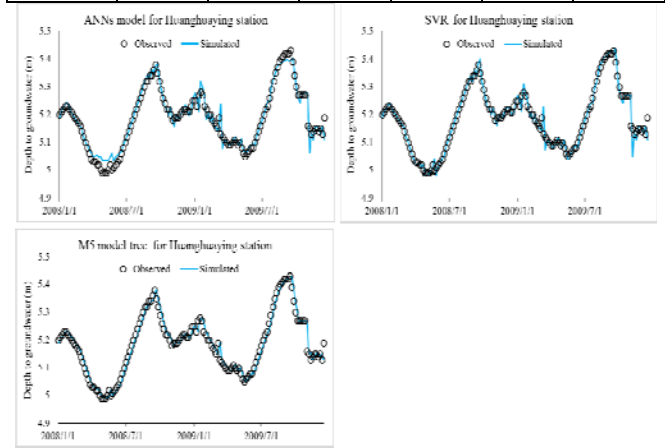 ANNs model for Huanghuaying station
Observed Simulated
Depth to groundwater (m)
5.5
5.4
5.3
5.2
5.1
5
4.9
2008/1/1 2008/7/1 2009/1/1 2009/7/1
SVR for Huanghuaying station
Observed Simulated
Depth to groundwater (m)
5.5
5.4
5.3
5.2
5.1
5
4.9
2008/1/1 2008/7/1 2009/1/1 2009/7/1
M5 model tree for Huanghuaying station
Observed Simulated
Depth to groundwater (m)
5.5
5.4
5.3
5.2
5.1
5
4.9
2008/1/1 2008/7/1 2009/1/1 2009/7/1